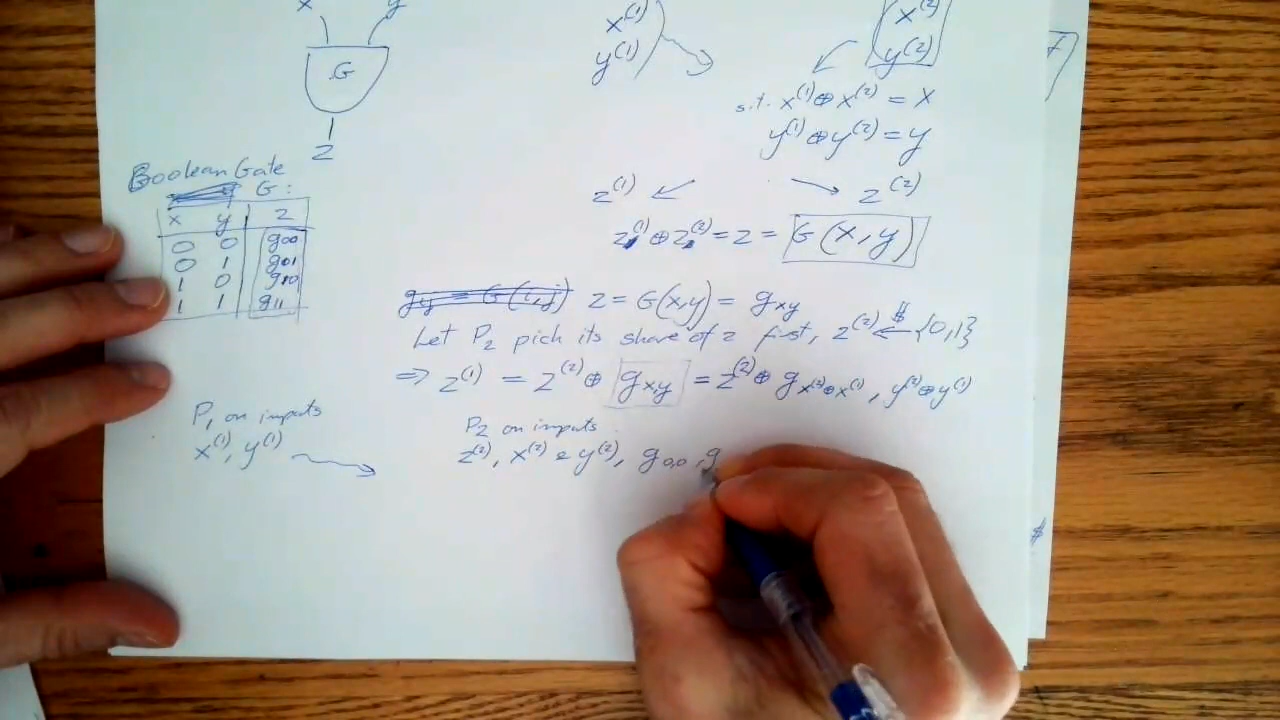 x y
G
z
x^(1)
y^(1)
x^(2)
y^(2)
s.t. x^(1) ⊕ x^(2) = x
y^(1) ⊕ y^(2) = y
z^(1) ↙ ↘ z^(2)
z^(1) ⊕ z^(2) = z = G(x,y)
Boolean Gate
G:
x y z
0 0 g00
0 1 g01
1 0 g10
1 1 g11
z = G(x,y) = gxy
Let P2 pick its share of z first, z^(2) ←$ {0,1}
⇒ z^(1) = z^(2) ⊕ gx,y = z^(2) ⊕ g x^(2)⊕x^(1), y^(2)⊕y^(1)
P1 on inputs
x^(1), y^(1)
P2 on inputs
z^(2), x^(2) & y^(2), g0,0, g
$